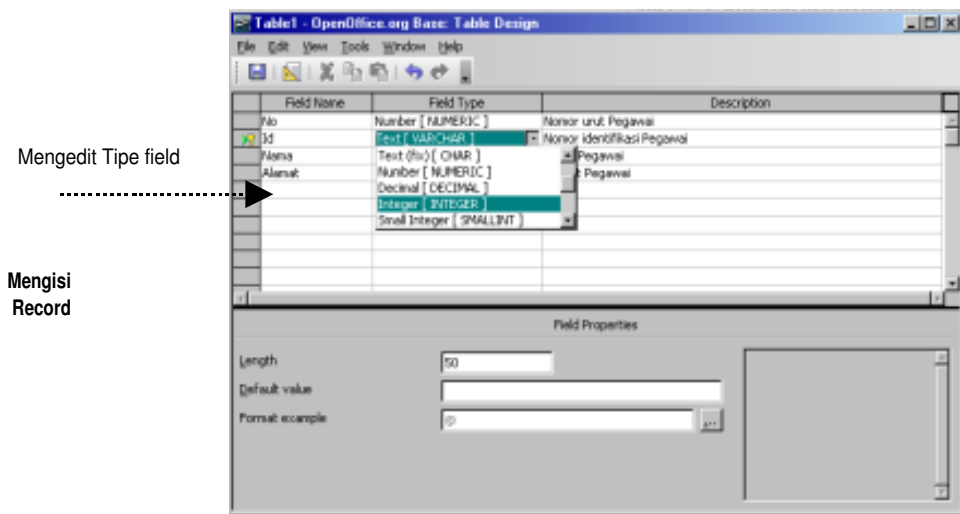 Table1 - OpenOffice.org Base: Table Design
File Edit View Tools Window Help
Field Name Field Type Description
No Number [ NUMERIC ] Nomor urut Pegawai
Id Text [ VARCHAR ] Nomor identifikasi Pegawai
Nama Text (fix) [ CHAR ] Pegawai
Alamat Number [ NUMERIC ] t Pegawai
Decimal [ DECIMAL ]
Integer [ INTEGER ]
Small Integer [ SMALLINT ]
Mengedit Tipe field
Mengisi
Record
Field Properties
Length 50
Default value
Format example @ ...